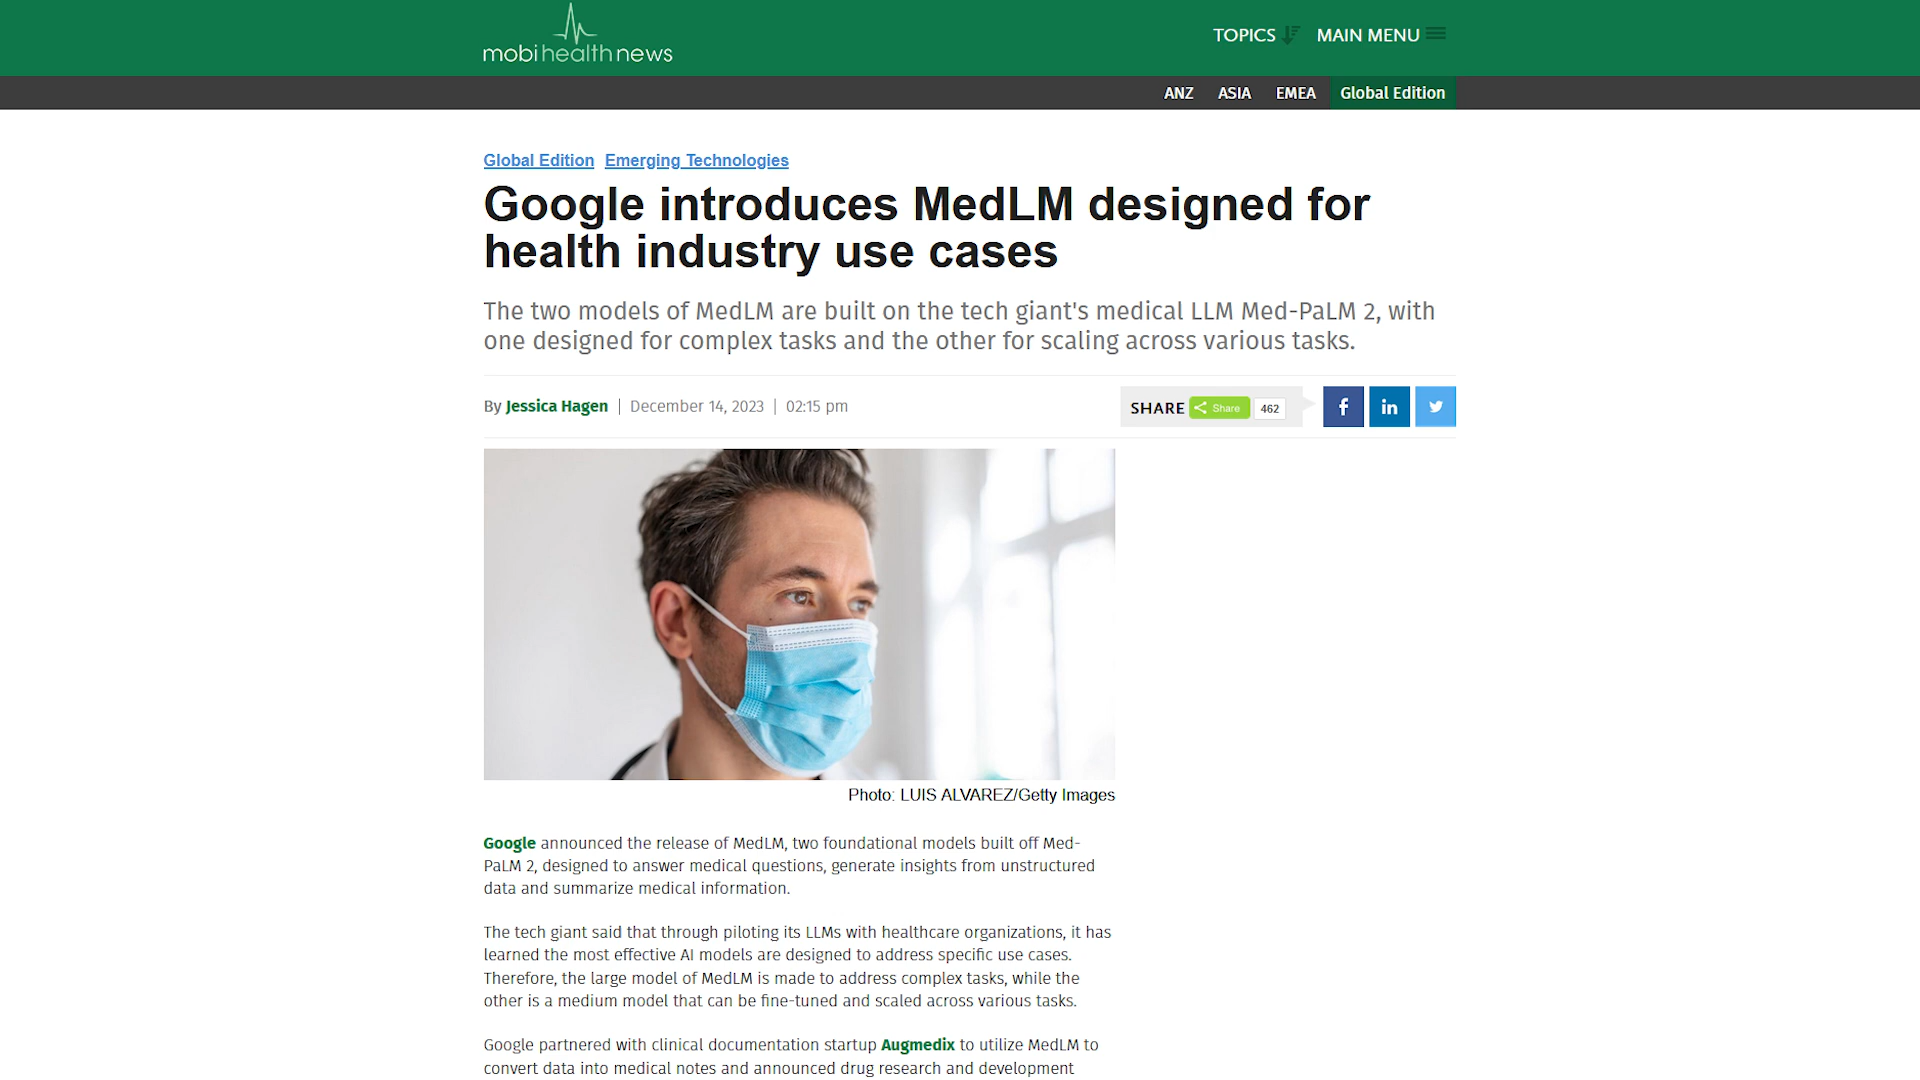 mobihealthnews
TOPICS
MAIN MENU
ANZ
ASIA
EMEA
Global Edition
Global Edition Emerging Technologies
Google introduces MedLM designed for
health industry use cases
The two models of MedLM are built on the tech giant's medical LLM Med-PaLM 2, with
one designed for complex tasks and the other for scaling across various tasks.
By Jessica Hagen | December 14, 2023 | 02:15 pm
SHARE Share 462
Photo: LUIS ALVAREZ/Getty Images
Google announced the release of MedLM, two foundational models built off Med-
PaLM 2, designed to answer medical questions, generate insights from unstructured
data and summarize medical information.
The tech giant said that through piloting its LLMs with healthcare organizations, it has
learned the most effective AI models are designed to address specific use cases.
Therefore, the large model of MedLM is made to address complex tasks, while the
other is a medium model that can be fine-tuned and scaled across various tasks.
Google partnered with clinical documentation startup Augmedix to utilize MedLM to
convert data into medical notes and announced drug research and development